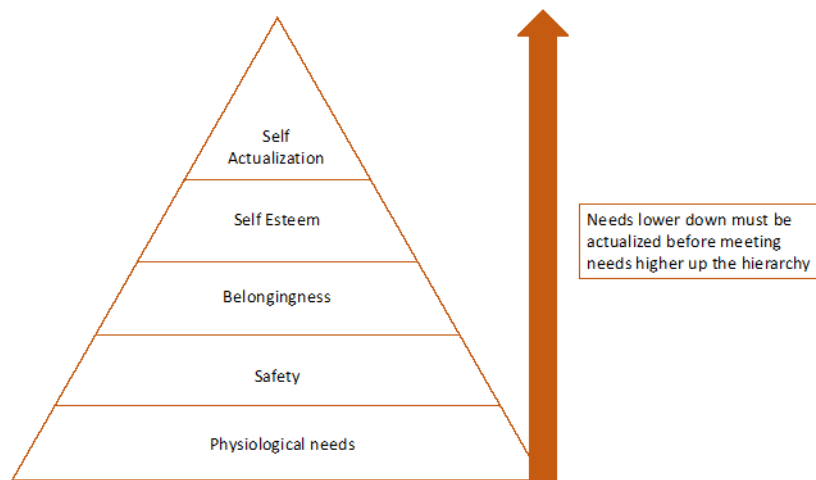 Self
Actualization
Self Esteem
Belongingness
Safety
Physiological needs
Needs lower down must be
actualized before meeting
needs higher up the hierarchy